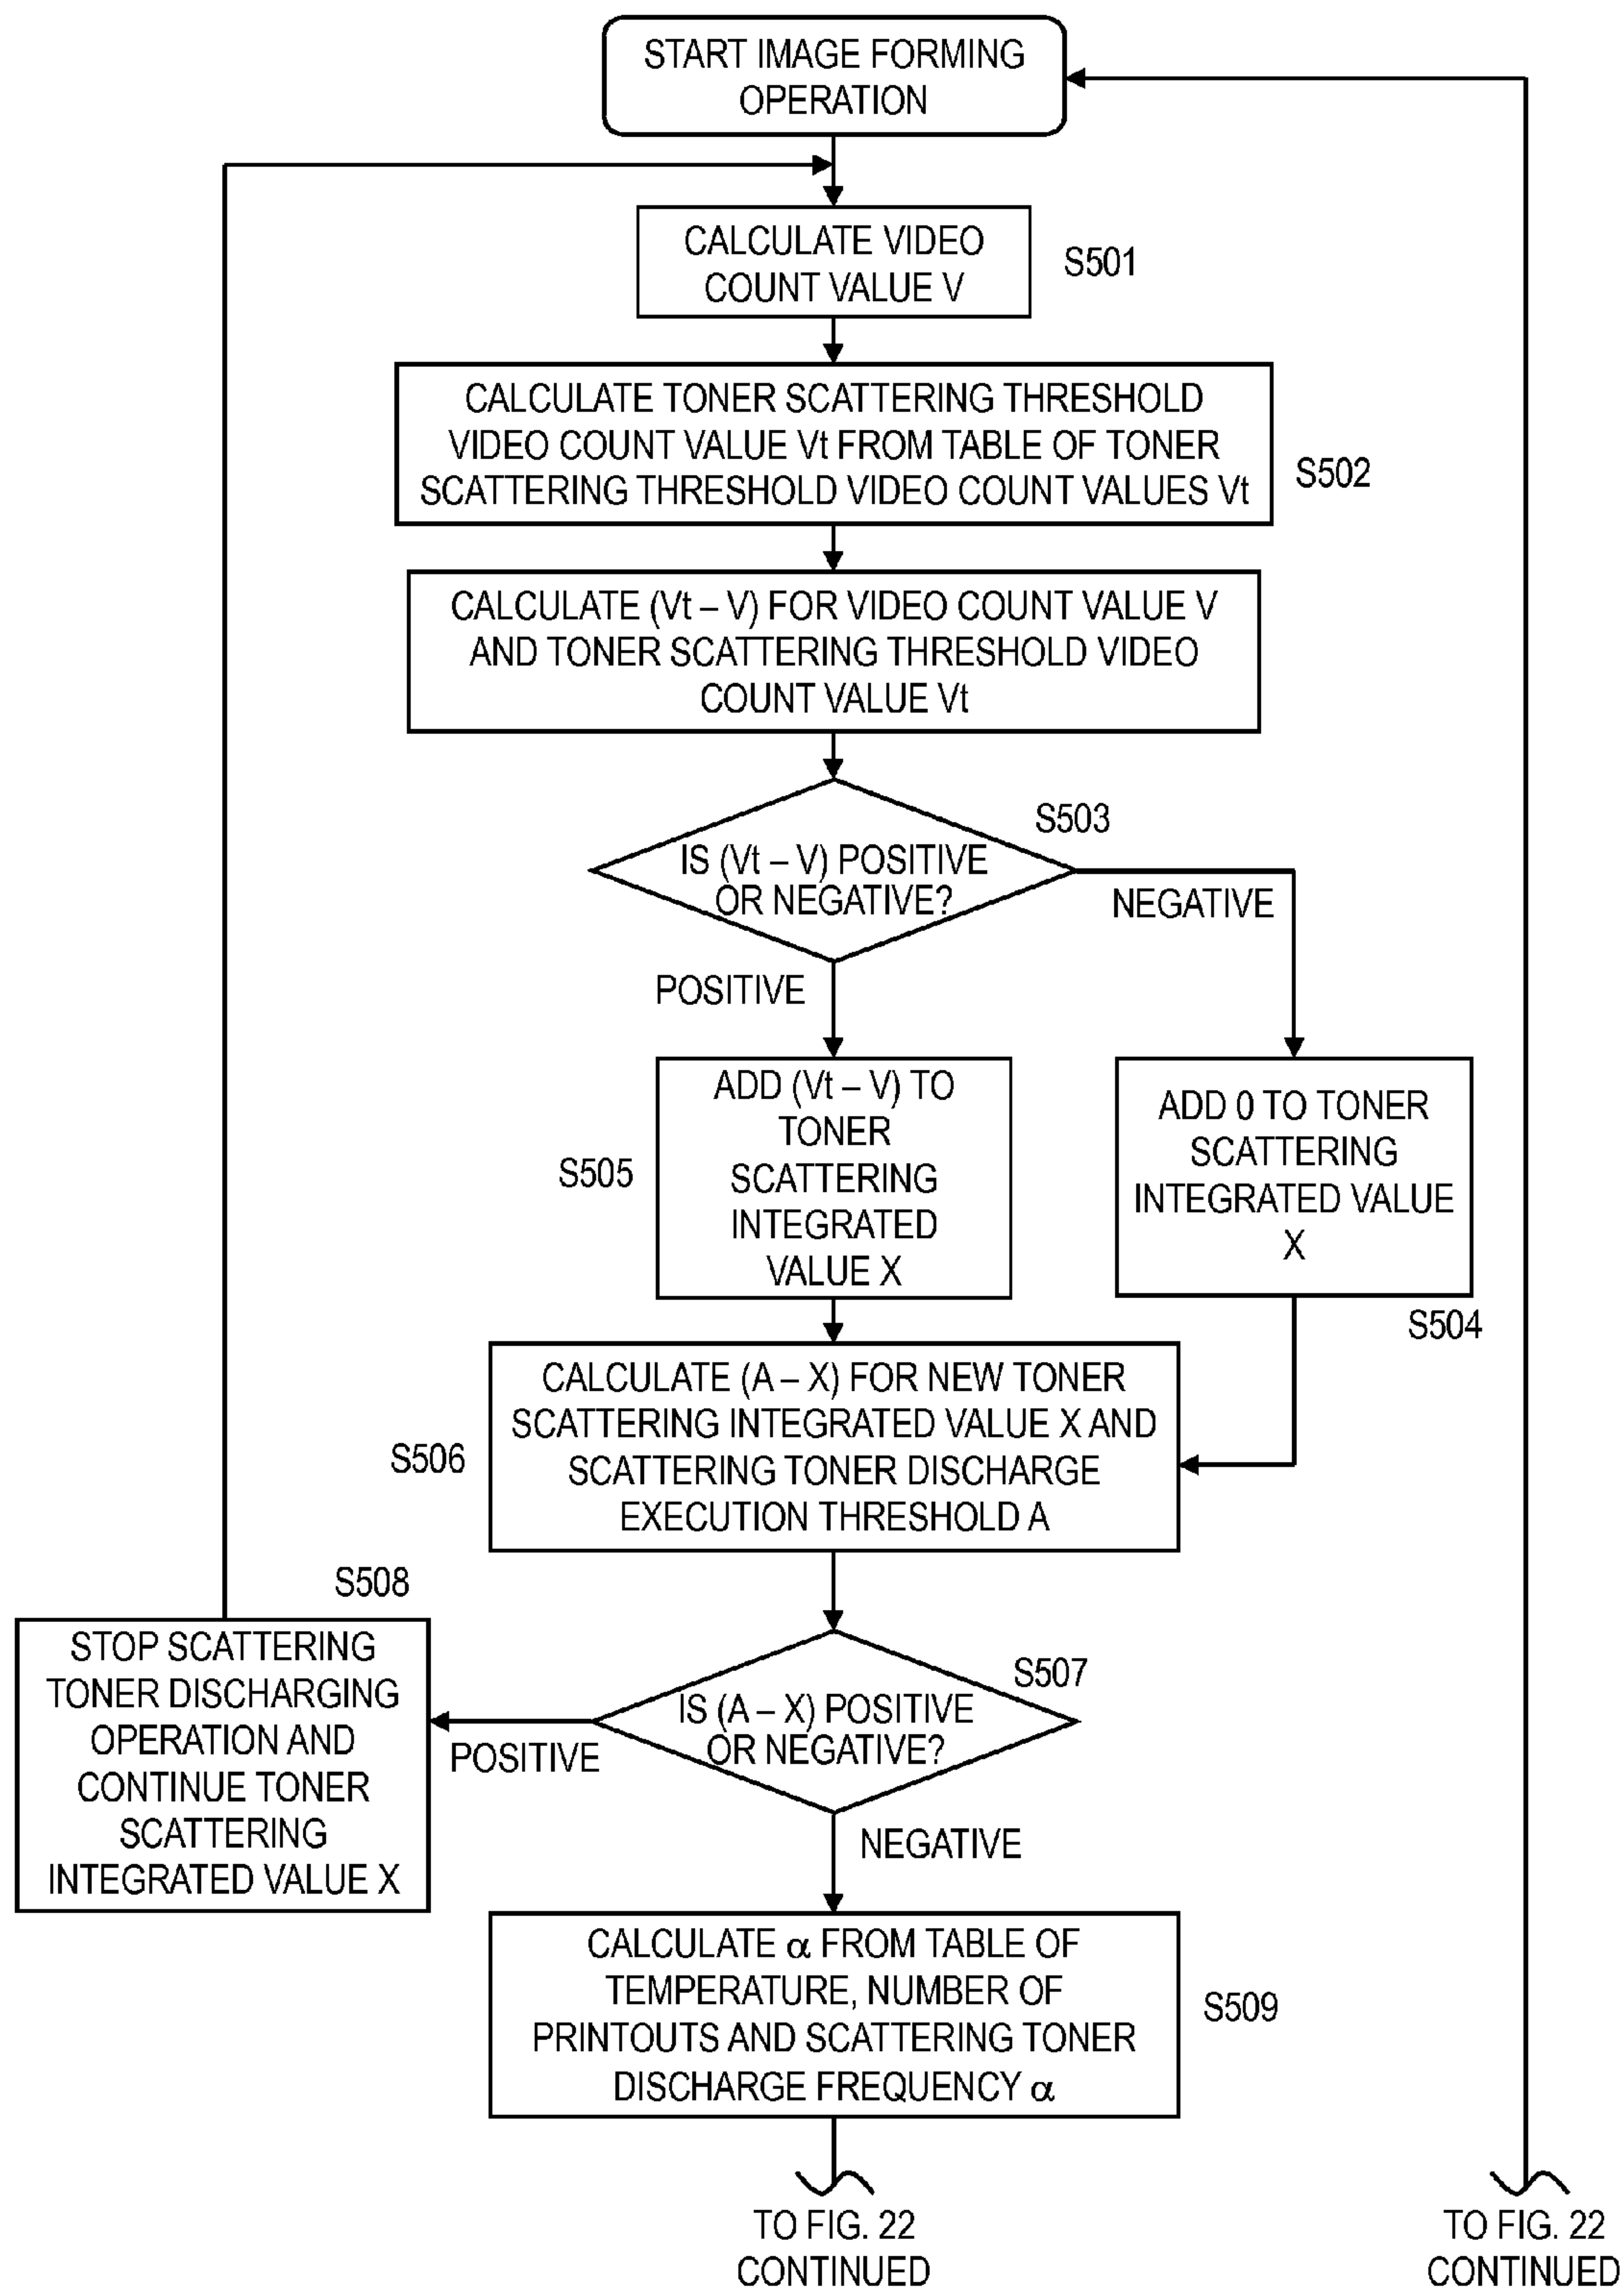 START IMAGE FORMING
OPERATION
CALCULATE VIDEO
COUNT VALUE V
S501
CALCULATE TONER SCATTERING THRESHOLD
VIDEO COUNT VALUE Vt FROM TABLE OF TONER
SCATTERING THRESHOLD VIDEO COUNT VALUES Vt
S502
CALCULATE (Vt – V) FOR VIDEO COUNT VALUE V
AND TONER SCATTERING THRESHOLD VIDEO
COUNT VALUE Vt
S503
IS (Vt – V) POSITIVE
OR NEGATIVE?
NEGATIVE
POSITIVE
ADD (Vt – V) TO
TONER
SCATTERING
INTEGRATED
VALUE X
S505
ADD 0 TO TONER
SCATTERING
INTEGRATED VALUE
X
S504
CALCULATE (A – X) FOR NEW TONER
SCATTERING INTEGRATED VALUE X AND
SCATTERING TONER DISCHARGE
EXECUTION THRESHOLD A
S506
S508
STOP SCATTERING
TONER DISCHARGING
OPERATION AND
CONTINUE TONER
SCATTERING
INTEGRATED VALUE X
S507
IS (A – X) POSITIVE
OR NEGATIVE?
POSITIVE
NEGATIVE
CALCULATE α FROM TABLE OF
TEMPERATURE, NUMBER OF
PRINTOUTS AND SCATTERING TONER
DISCHARGE FREQUENCY α
S509
TO FIG. 22
CONTINUED
TO FIG. 22
CONTINUED